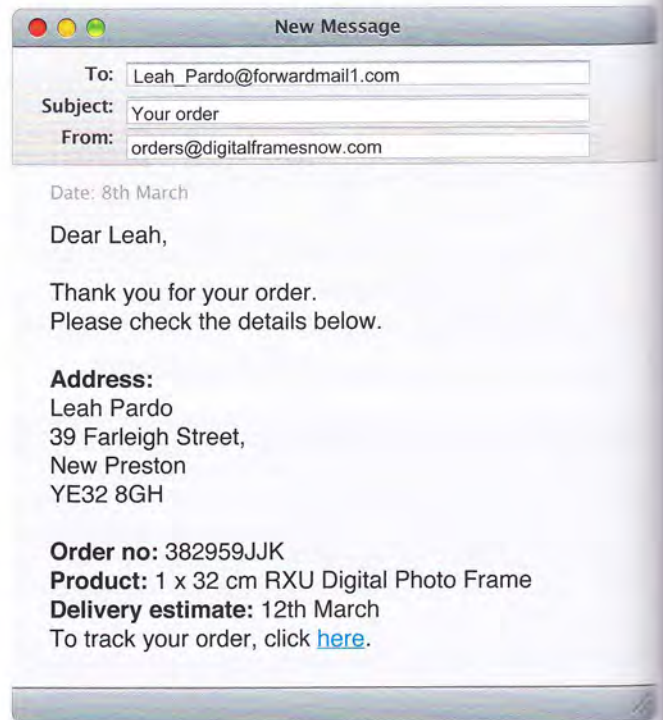 New Message
To: Leah_Pardo@forwardmail1.com
Subject: Your order
From: orders@digitalframesnow.com
Date: 8th March
Dear Leah,
Thank you for your order.
Please check the details below.
Address:
Leah Pardo
39 Farleigh Street,
New Preston
YE32 8GH
Order no: 382959JJK
Product: 1 x 32 cm RXU Digital Photo Frame
Delivery estimate: 12th March
To track your order, click here.